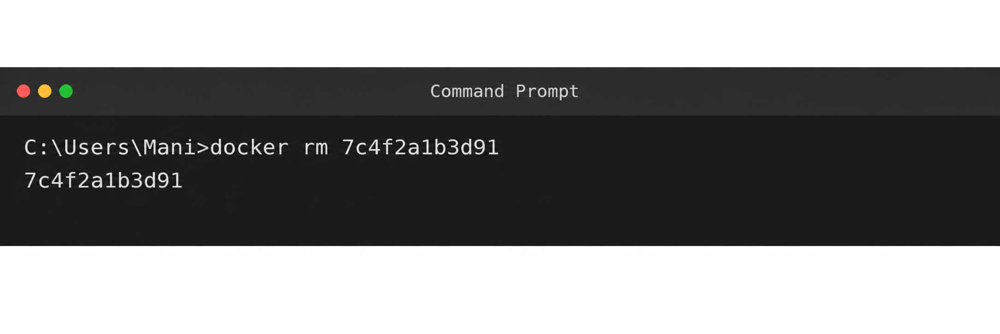 Command Prompt
C:\Users\Mani>docker rm 7c4f2a1b3d91
7c4f2a1b3d91